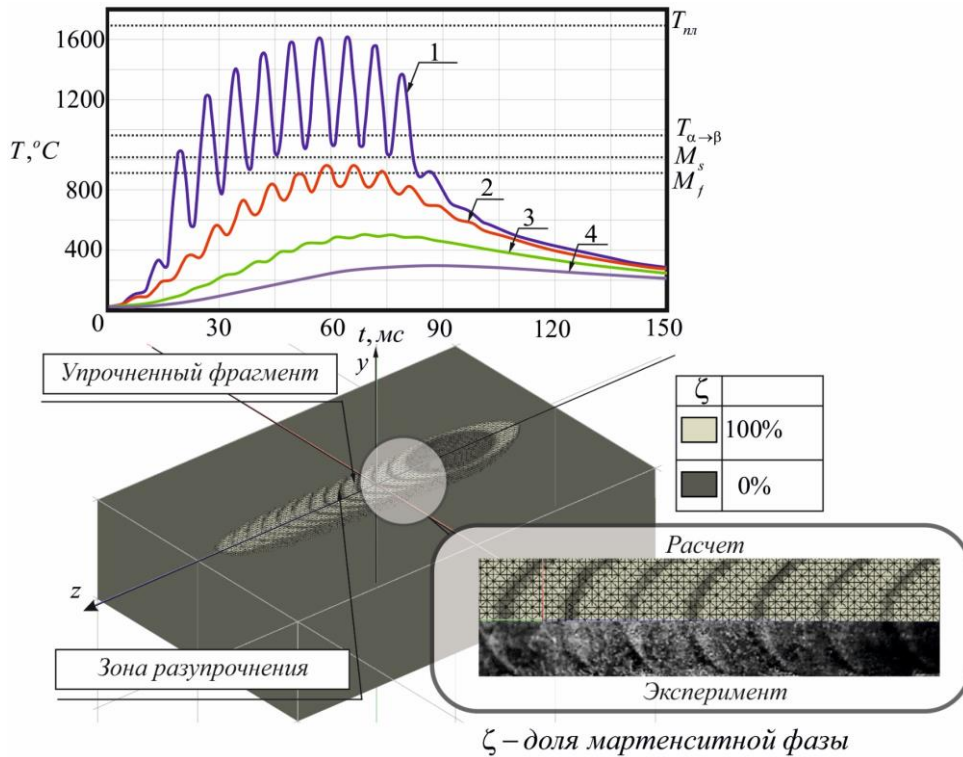 1600
1200
T, °C
800
400
0
30
60
90
120
150
t, мс
1
2
3
4
T пл
T α→β
M s
M f
y
Упрочненный фрагмент
z
Зона разупрочнения
ζ
100%
0%
Расчет
Эксперимент
ζ – доля мартенситной фазы